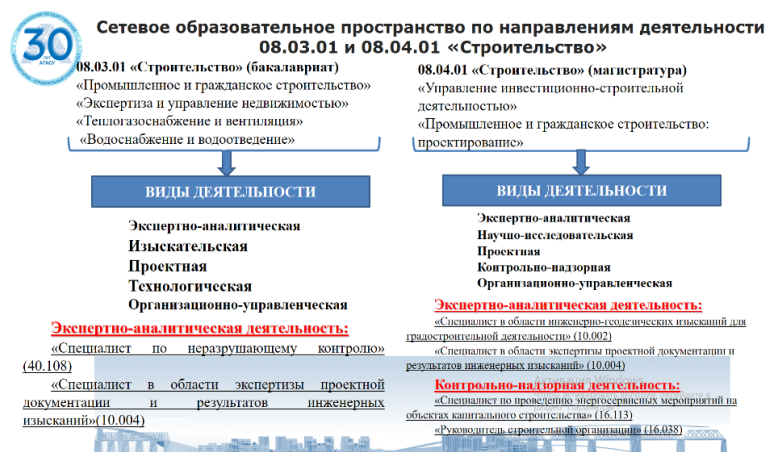 Сетевое образовательное пространство по направлениям деятельности
08.03.01 и 08.04.01 «Строительство»
30
ЛЕТ
АГАСУ
08.03.01 «Строительство» (бакалавриат)
«Промышленное и гражданское строительство»
«Экспертиза и управление недвижимостью»
«Теплогазоснабжение и вентиляция»
«Водоснабжение и водоотведение»
ВИДЫ ДЕЯТЕЛЬНОСТИ
Экспертно-аналитическая
Изыскательская
Проектная
Технологическая
Организационно-управленческая
Экспертно-аналитическая деятельность:
«Специалист по неразрушающему контролю»
(40.108)
«Специалист в области экспертизы проектной
документации и результатов инженерных
изысканий»(10.004)
08.04.01 «Строительство» (магистратура)
«Управление инвестиционно-строительной
деятельностью»
«Промышленное и гражданское строительство:
проектирование»
ВИДЫ ДЕЯТЕЛЬНОСТИ
Экспертно-аналитическая
Научно-исследовательская
Проектная
Контрольно-надзорная
Организационно-управленческая
Экспертно-аналитическая деятельность:
«Специалист в области инженерно-геодезических изысканий для
градостроительной деятельности» (10.002)
«Специалист в области экспертизы проектной документации и
результатов инженерных изысканий» (10.004)
Активация Windows
Контрольно-надзорная деятельность:
«Специалист по проведению энергосервисных мероприятий на
объектах капитального строительства» (16.113)
«Руководитель строительной организации» (16.038)